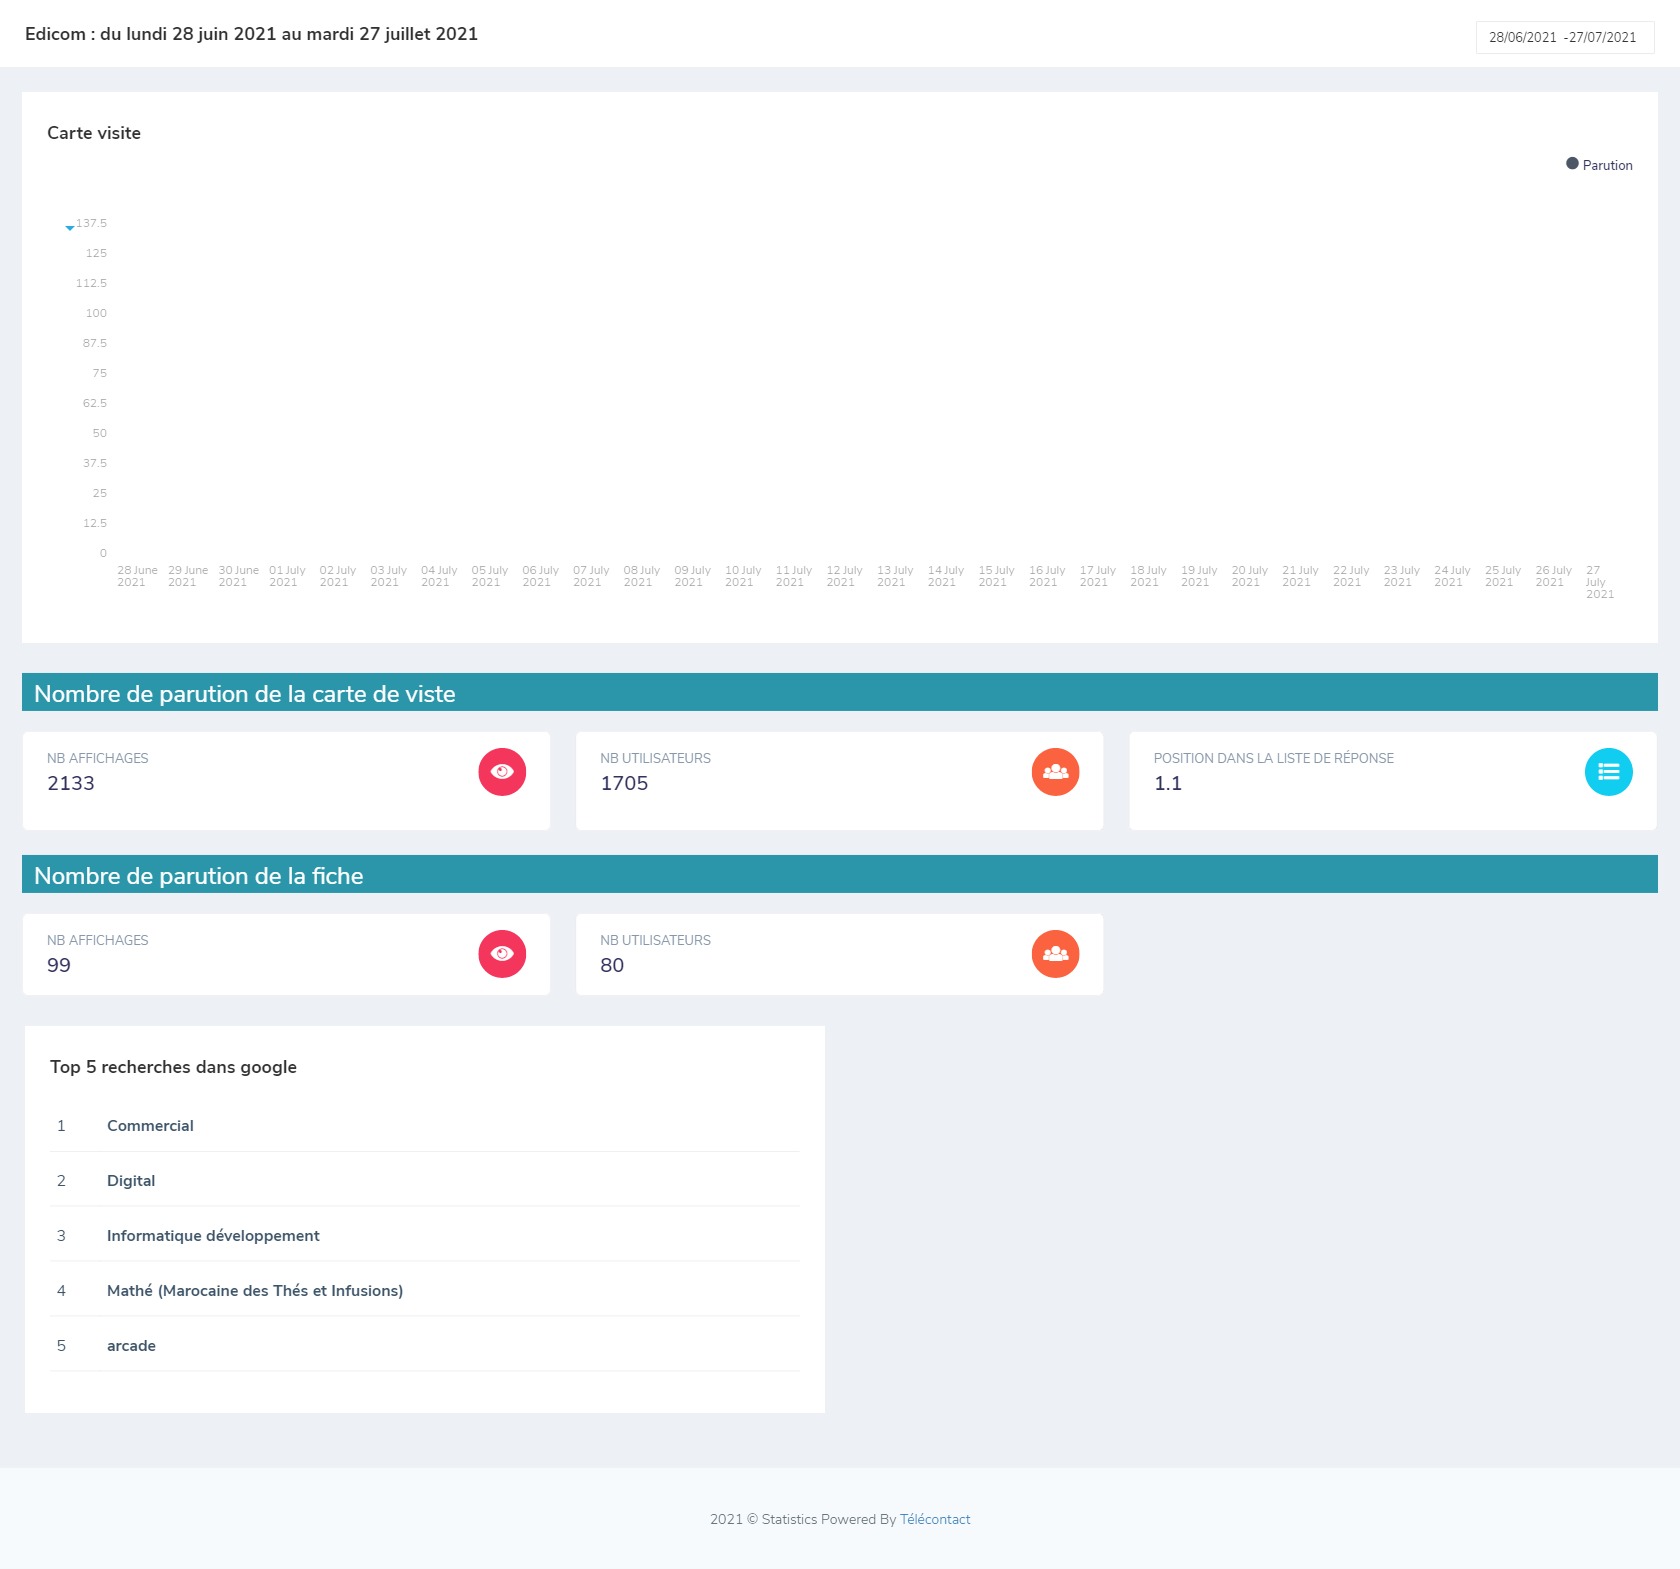 Edicom : du lundi 28 juin 2021 au mardi 27 juillet 2021
28/06/2021 -27/07/2021
Carte visite
Parution
137.5
125
112.5
100
87.5
75
62.5
50
37.5
25
12.5
0
28 June 2021
29 June 2021
30 June 2021
01 July 2021
02 July 2021
03 July 2021
04 July 2021
05 July 2021
06 July 2021
07 July 2021
08 July 2021
09 July 2021
10 July 2021
11 July 2021
12 July 2021
13 July 2021
14 July 2021
15 July 2021
16 July 2021
17 July 2021
18 July 2021
19 July 2021
20 July 2021
21 July 2021
22 July 2021
23 July 2021
24 July 2021
25 July 2021
26 July 2021
27 July 2021
Nombre de parution de la carte de viste
NB AFFICHAGES
2133
NB UTILISATEURS
1705
POSITION DANS LA LISTE DE RÉPONSE
1.1
Nombre de parution de la fiche
NB AFFICHAGES
99
NB UTILISATEURS
80
Top 5 recherches dans google
1 Commercial
2 Digital
3 Informatique développement
4 Mathé (Marocaine des Thés et Infusions)
5 arcade
2021 © Statistics Powered By Télécontact